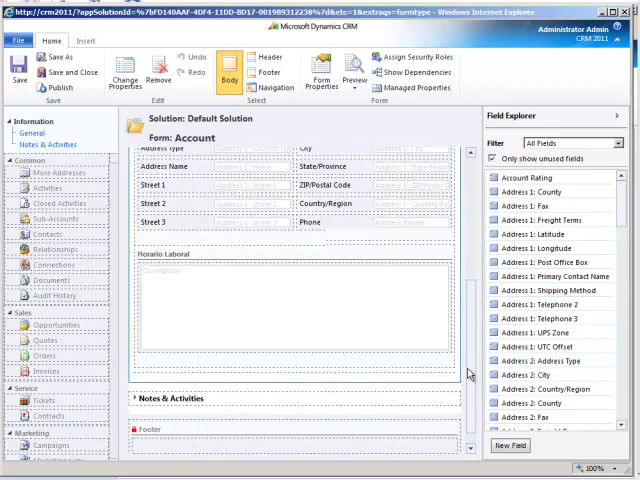 http://crm2011/?appSolutionId=%7bFD140AAF-4DF4-11DD-BD17-0019B9312238%7d&etc=1&extraqs=formtype - Windows Internet Explorer
Microsoft Dynamics CRM
Administrator Admin
CRM 2011
File
Home
Insert
Save
Save As
Save and Close
Publish
Save
Change Properties
Remove
Undo
Redo
Edit
Body
Header
Footer
Navigation
Select
Form Properties
Preview
Assign Security Roles
Show Dependencies
Managed Properties
Form
Information
General
Notes & Activities
Common
More Addresses
Activities
Closed Activities
Sub-Accounts
Contacts
Relationships
Connections
Documents
Audit History
Sales
Opportunities
Quotes
Orders
Invoices
Service
Tickets
Contracts
Marketing
Campaigns
Marketing Lists
Solution: Default Solution
Form: Account
Address Type
City
Address Name
State/Province
Street 1
ZIP/Postal Code
Street 2
Country/Region
Street 3
Phone
Horario Laboral
Description
Notes & Activities
Footer
Field Explorer
Filter
All Fields
Only show unused fields
Account Rating
Address 1: County
Address 1: Fax
Address 1: Freight Terms
Address 1: Latitude
Address 1: Longitude
Address 1: Post Office Box
Address 1: Primary Contact Name
Address 1: Shipping Method
Address 1: Telephone 2
Address 1: Telephone 3
Address 1: UPS Zone
Address 1: UTC Offset
Address 2: Address Type
Address 2: City
Address 2: Country/Region
Address 2: County
Address 2: Fax
New Field
100%